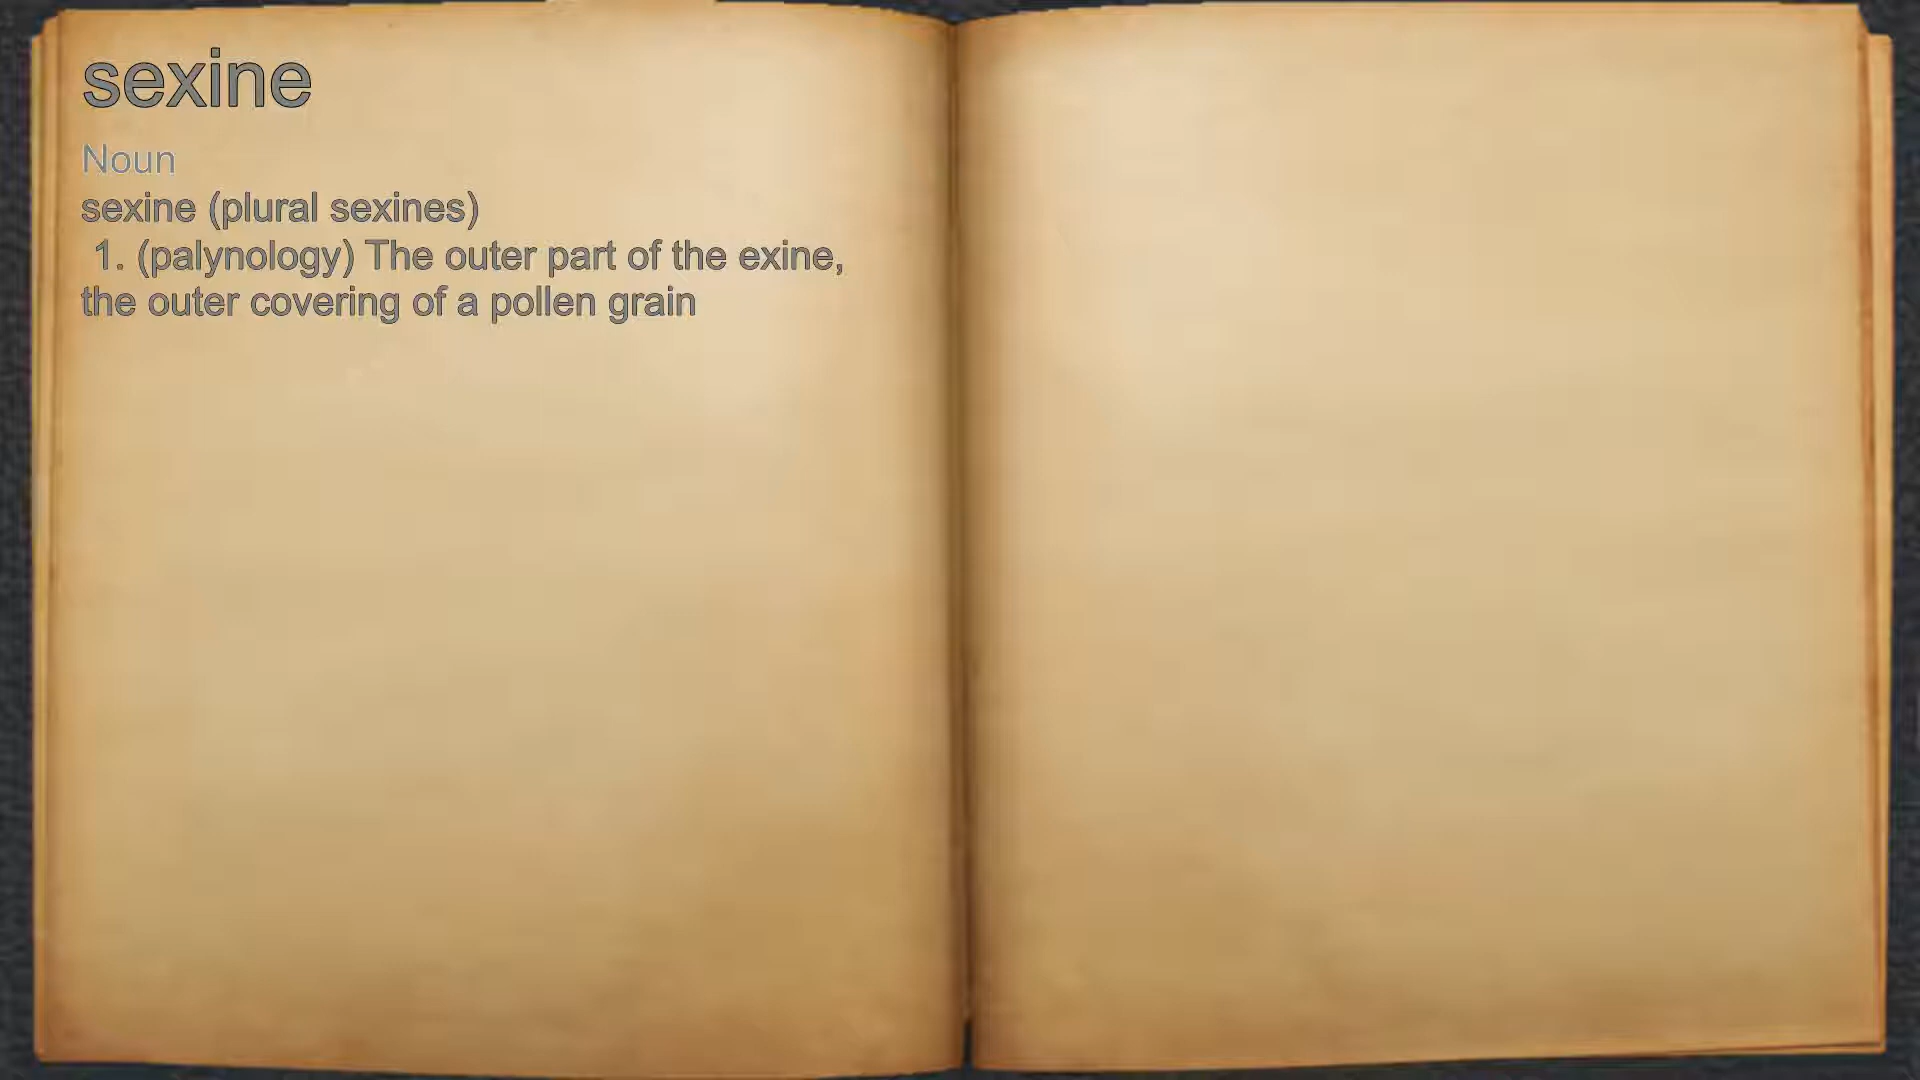 sexine
Noun
sexine (plural sexines)
1. (palynology) The outer part of the exine,
the outer covering of a pollen grain